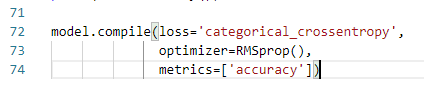 71
72 model.compile(loss='categorical_crossentropy',
73 optimizer=RMSprop(),
74 metrics=['accuracy'])